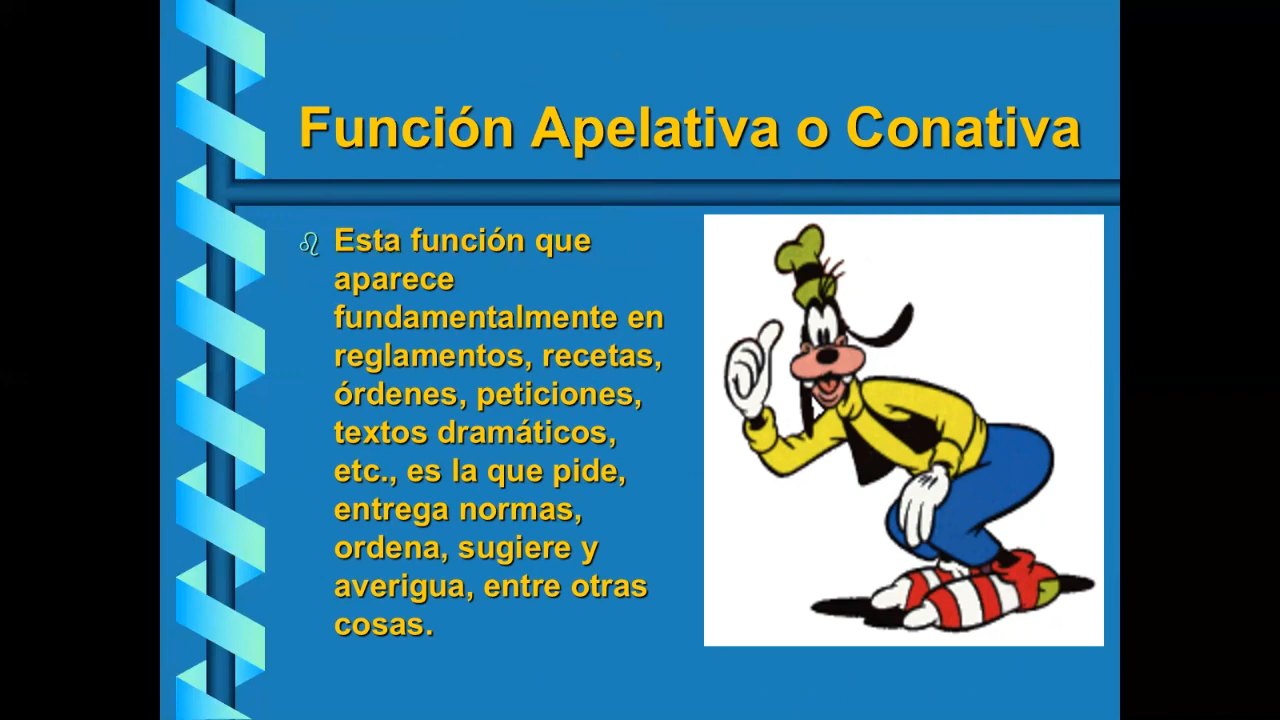 Función Apelativa o Conativa
Esta función que
aparece
fundamentalmente en
reglamentos, recetas,
órdenes, peticiones,
textos dramáticos,
etc., es la que pide,
entrega normas,
ordena, sugiere y
averigua, entre otras
cosas.